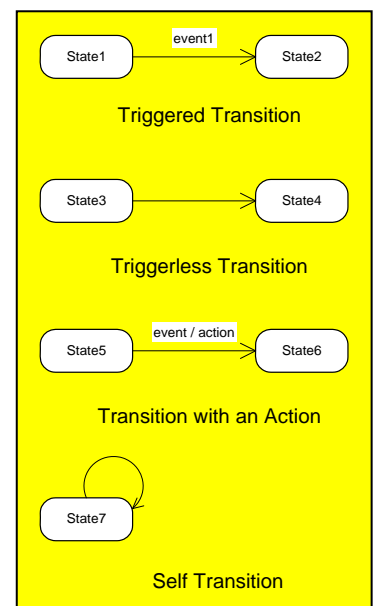 event1
State1
State2
Triggered Transition
State3
State4
Triggerless Transition
event / action
State5
State6
Transition with an Action
State7
Self Transition